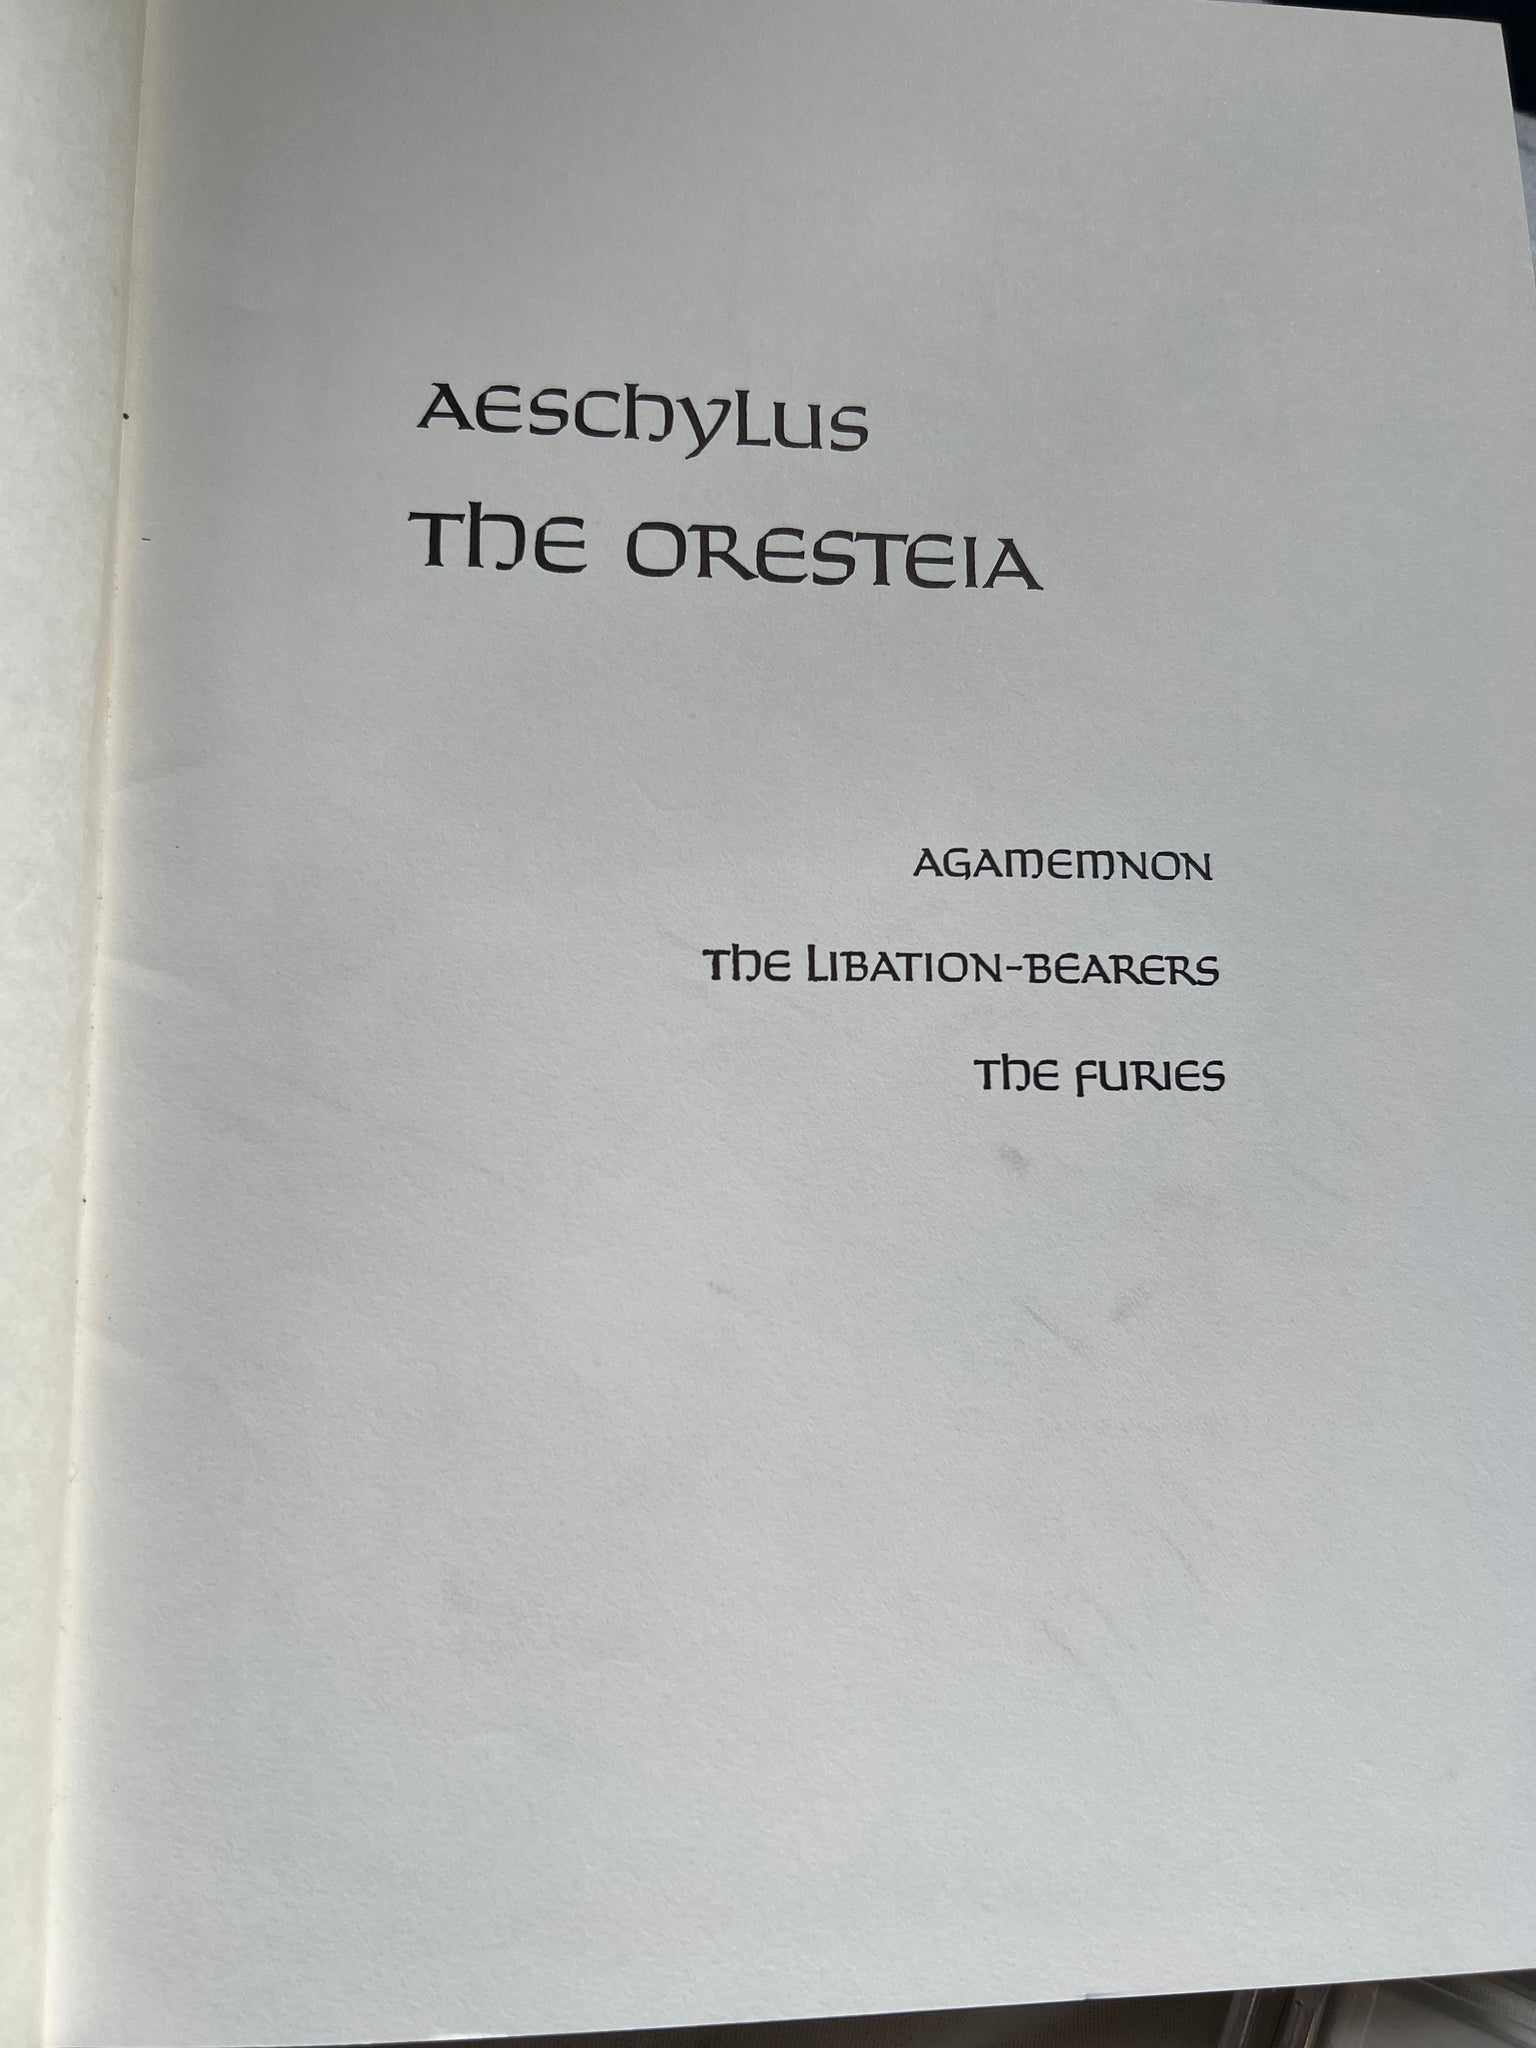 AESCHYLUS
THE ORESTEIA
AGAMEMNON
THE LIBATION-BEARERS
THE FURIES